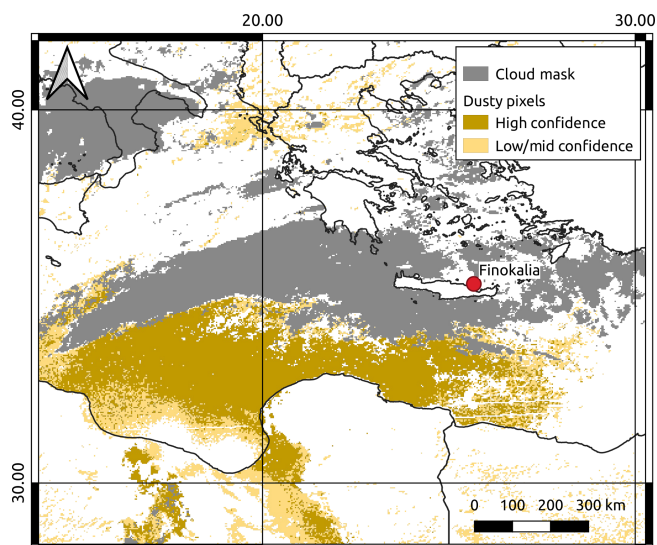 20.00
30.00
40.00
30.00
Cloud mask
Dusty pixels
High confidence
Low/mid confidence
Finokalia
0 100 200 300 km